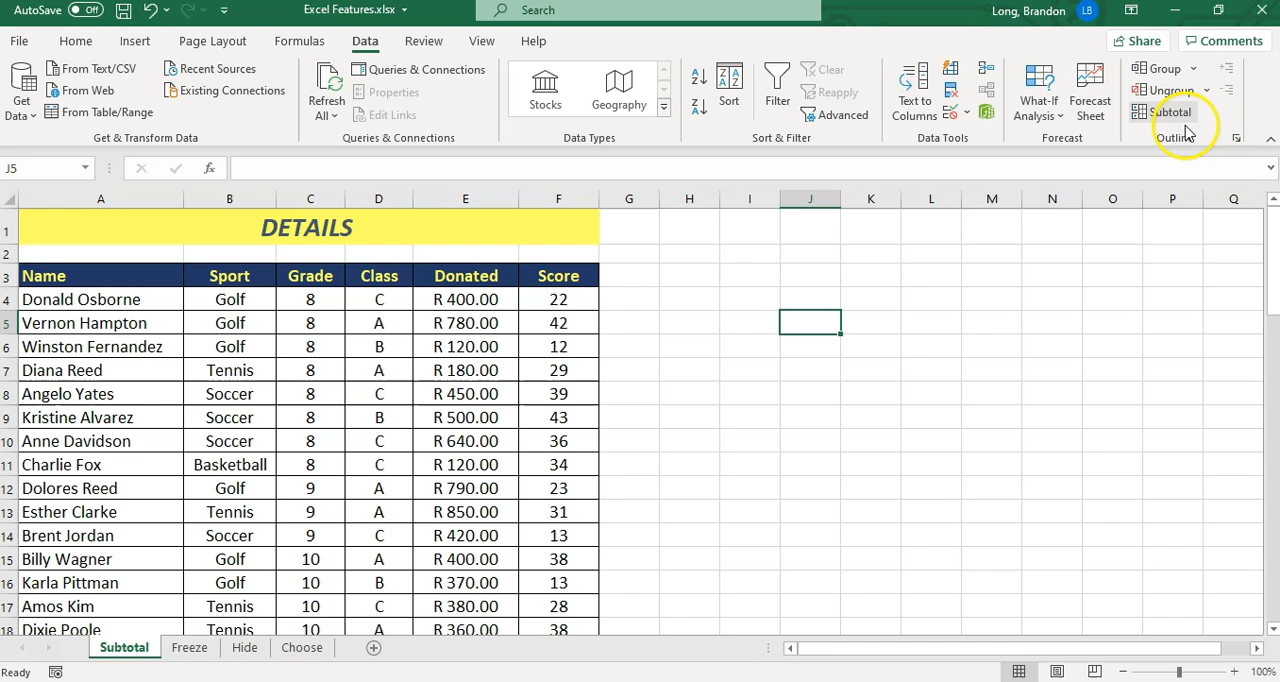 AutoSave Off Excel Features.xlsx Search Long, Brandon LB
File Home Insert Page Layout Formulas Data Review View Help Share Comments
Get Data
From Text/CSV
From Web
From Table/Range
Recent Sources
Existing Connections
Get & Transform Data
Refresh All
Queries & Connections
Properties
Edit Links
Queries & Connections
Stocks Geography
Data Types
Sort
Filter
Clear
Reapply
Advanced
Sort & Filter
Text to Columns
Data Tools
What-If Analysis
Forecast Sheet
Forecast
Group
Ungroup
Subtotal
J5 fx
A B C D E F G H I J K L M N O P Q
1 DETAILS
2
3 Name Sport Grade Class Donated Score
4 Donald Osborne Golf 8 C R 400.00 22
5 Vernon Hampton Golf 8 A R 780.00 42
6 Winston Fernandez Golf 8 B R 120.00 12
7 Diana Reed Tennis 8 A R 180.00 29
8 Angelo Yates Soccer 8 C R 450.00 39
9 Kristine Alvarez Soccer 8 B R 500.00 43
10 Anne Davidson Soccer 8 C R 640.00 36
11 Charlie Fox Basketball 8 C R 120.00 34
12 Dolores Reed Golf 9 A R 790.00 23
13 Esther Clarke Tennis 9 A R 850.00 31
14 Brent Jordan Soccer 9 C R 420.00 13
15 Billy Wagner Golf 10 A R 400.00 38
16 Karla Pittman Golf 10 B R 370.00 13
17 Amos Kim Tennis 10 C R 380.00 28
18 Dixie Poole Tennis 10 A R 360.00 38
Subtotal Freeze Hide Choose
Ready 100%